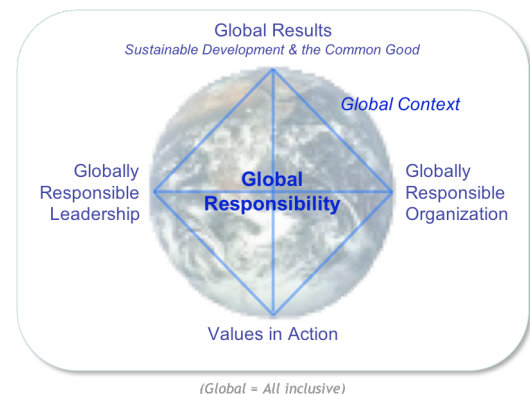 Global Results
Sustainable Development & the Common Good
Global Context
Globally
Responsible
Leadership
Global
Responsibility
Globally
Responsible
Organization
Values in Action
(Global = All inclusive)